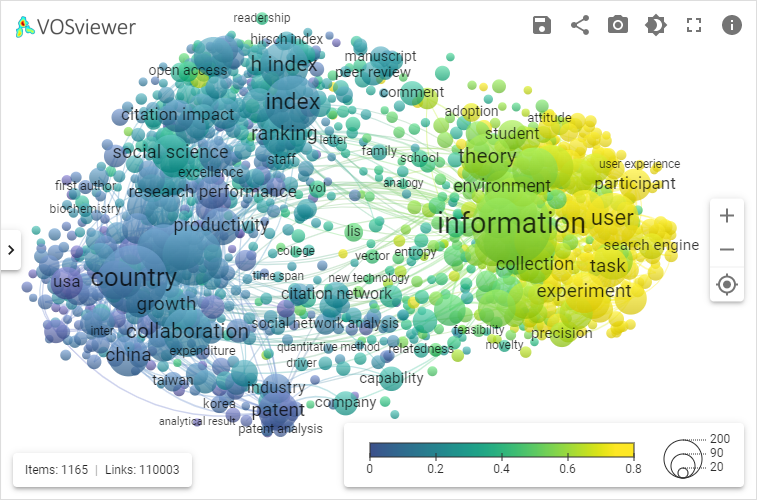 VOSviewer
readership
hirsch index
h index
manuscript
open access
peer review
comment
index
citation impact
adoption
attitude
ranking
student
letter
social science
staff
family
school
theory
excellence
user experience
first author
research performance
vol
analogy
environment
participant
biochemistry
productivity
lis
information
user
college
vector
entropy
search engine
country
time span
new technology
collection
task
usa
citation network
experiment
growth
inter
collaboration
social network analysis
feasibility
precision
china
expenditure
quantitative method
relatedness
novelty
driver
taiwan
industry
capability
korea
patent
company
analytical result
patent analysis
200
90
20
0
0.2
0.4
0.6
0.8
Items: 1165 | Links: 110003